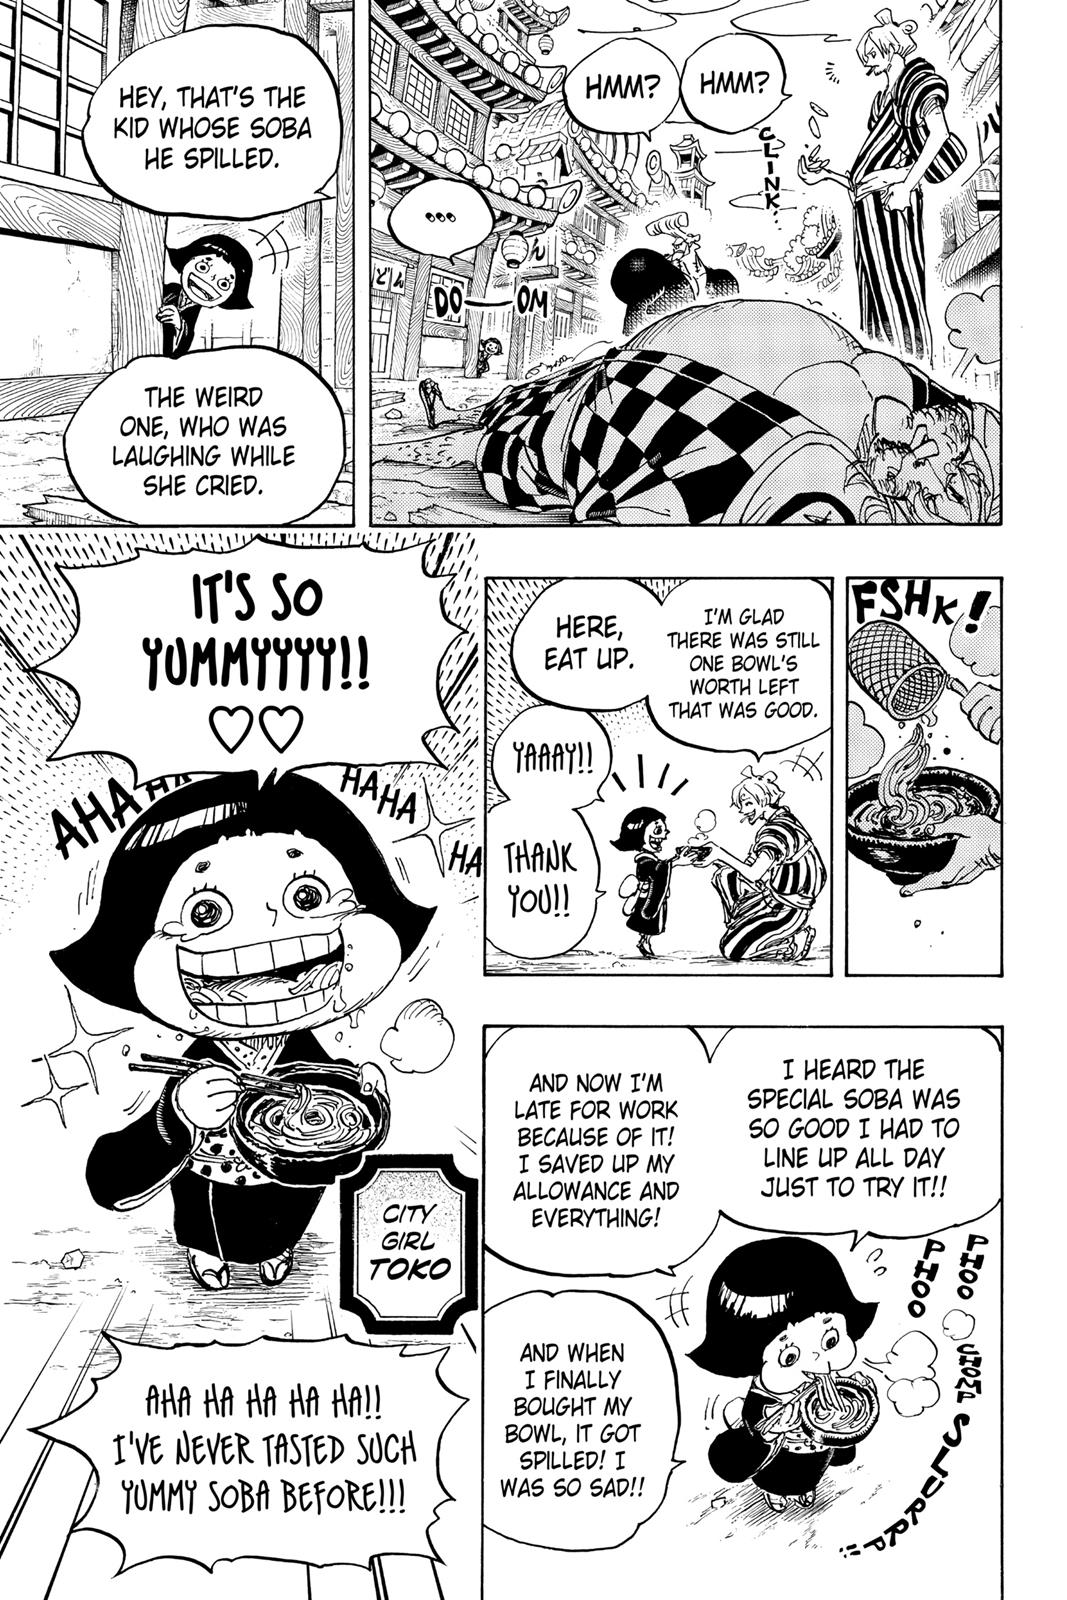 HMM?
HMM?
CLINK...
...
DO—OM
どん
ん
HEY, THAT'S THE
KID WHOSE SOBA
HE SPILLED.
THE WEIRD
ONE, WHO WAS
LAUGHING WHILE
SHE CRIED.
FSHK!
I'M GLAD
THERE WAS STILL
ONE BOWL'S
WORTH LEFT
THAT WAS GOOD.
HERE,
EAT UP.
YAAAY!!
THANK
YOU!!
IT'S SO
YUMMYYYY!!
♡♡
AHA HA
HAHA
HA
CITY
GIRL
TOKO
AHA HA HA HA HA!!
I'VE NEVER TASTED SUCH
YUMMY SOBA BEFORE!!!
I HEARD THE
SPECIAL SOBA WAS
SO GOOD I HAD TO
LINE UP ALL DAY
JUST TO TRY IT!!
AND NOW I'M
LATE FOR WORK
BECAUSE OF IT!
I SAVED UP MY
ALLOWANCE AND
EVERYTHING!
PHOO
PHOO
CHOMP
SLURRP!!
AND WHEN
I FINALLY
BOUGHT MY
BOWL, IT GOT
SPILLED! I
WAS SO SAD!!